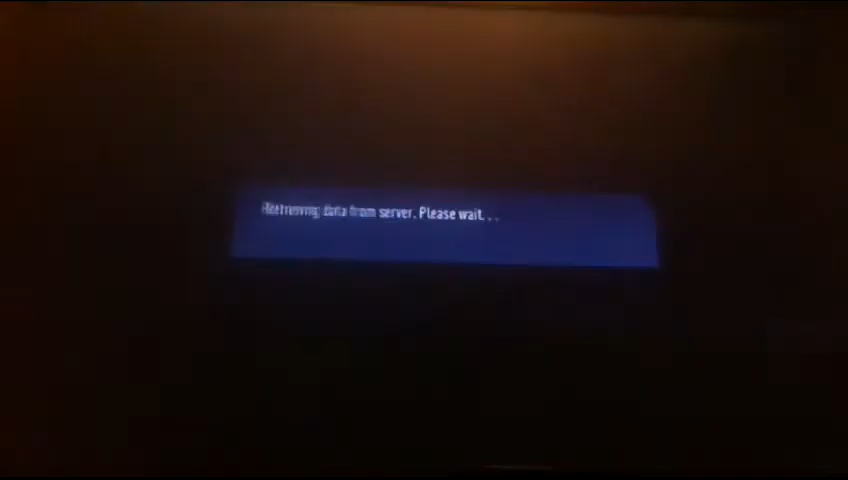 Retrieving data from server. Please wait. . .